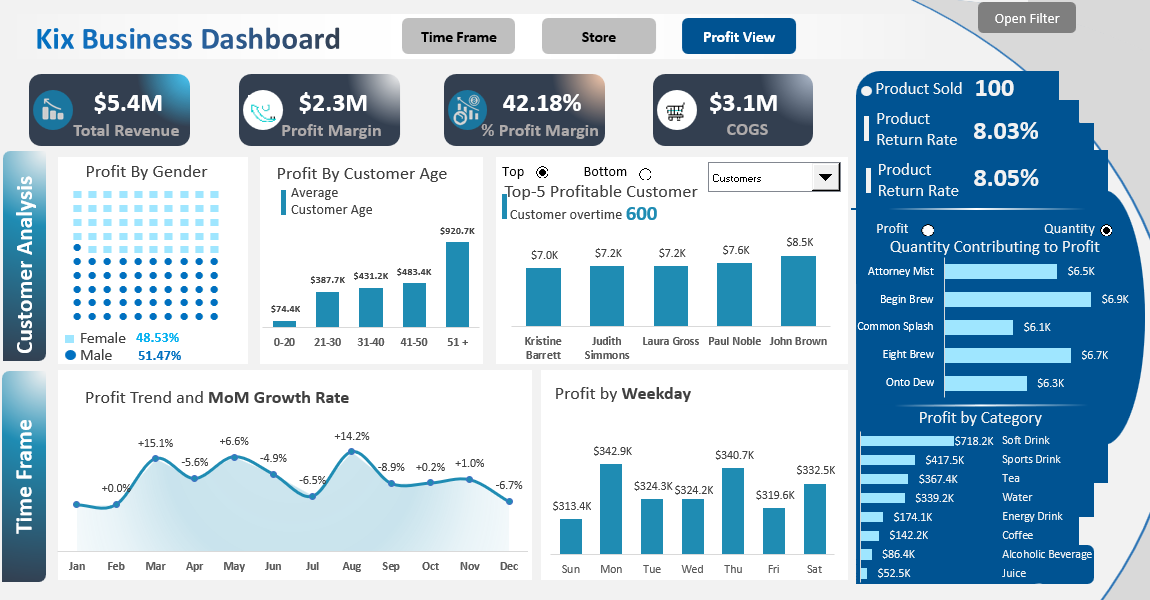 Open Filter
Kix Business Dashboard
Time Frame
Store
Profit View
$5.4M
Total Revenue
$2.3M
Profit Margin
42.18%
% Profit Margin
$3.1M
COGS
Product Sold 100
Product
Return Rate 8.03%
Product
Return Rate 8.05%
Customer Analysis
Profit By Gender
Female 48.53%
Male 51.47%
Profit By Customer Age
Average
Customer Age
$74.4K
$387.7K
$431.2K
$483.4K
$920.7K
0-20
21-30
31-40
41-50
51 +
Top
Bottom
Customers
Top-5 Profitable Customer
Customer overtime 600
$7.0K
$7.2K
$7.2K
$7.6K
$8.5K
Kristine
Barrett
Judith
Simmons
Laura Gross
Paul Noble
John Brown
Profit
Quantity
Quantity Contributing to Profit
Attorney Mist $6.5K
Begin Brew $6.9K
Common Splash $6.1K
Eight Brew $6.7K
Onto Dew $6.3K
Time Frame
Profit Trend and MoM Growth Rate
+0.0%
+15.1%
-5.6%
+6.6%
-4.9%
-6.5%
+14.2%
-8.9%
+0.2%
+1.0%
-6.7%
Jan
Feb
Mar
Apr
May
Jun
Jul
Aug
Sep
Oct
Nov
Dec
Profit by Weekday
$313.4K
$342.9K
$324.3K
$324.2K
$340.7K
$319.6K
$332.5K
Sun
Mon
Tue
Wed
Thu
Fri
Sat
Profit by Category
$718.2K Soft Drink
$417.5K Sports Drink
$367.4K Tea
$339.2K Water
$174.1K Energy Drink
$142.2K Coffee
$86.4K Alcoholic Beverage
$52.5K Juice